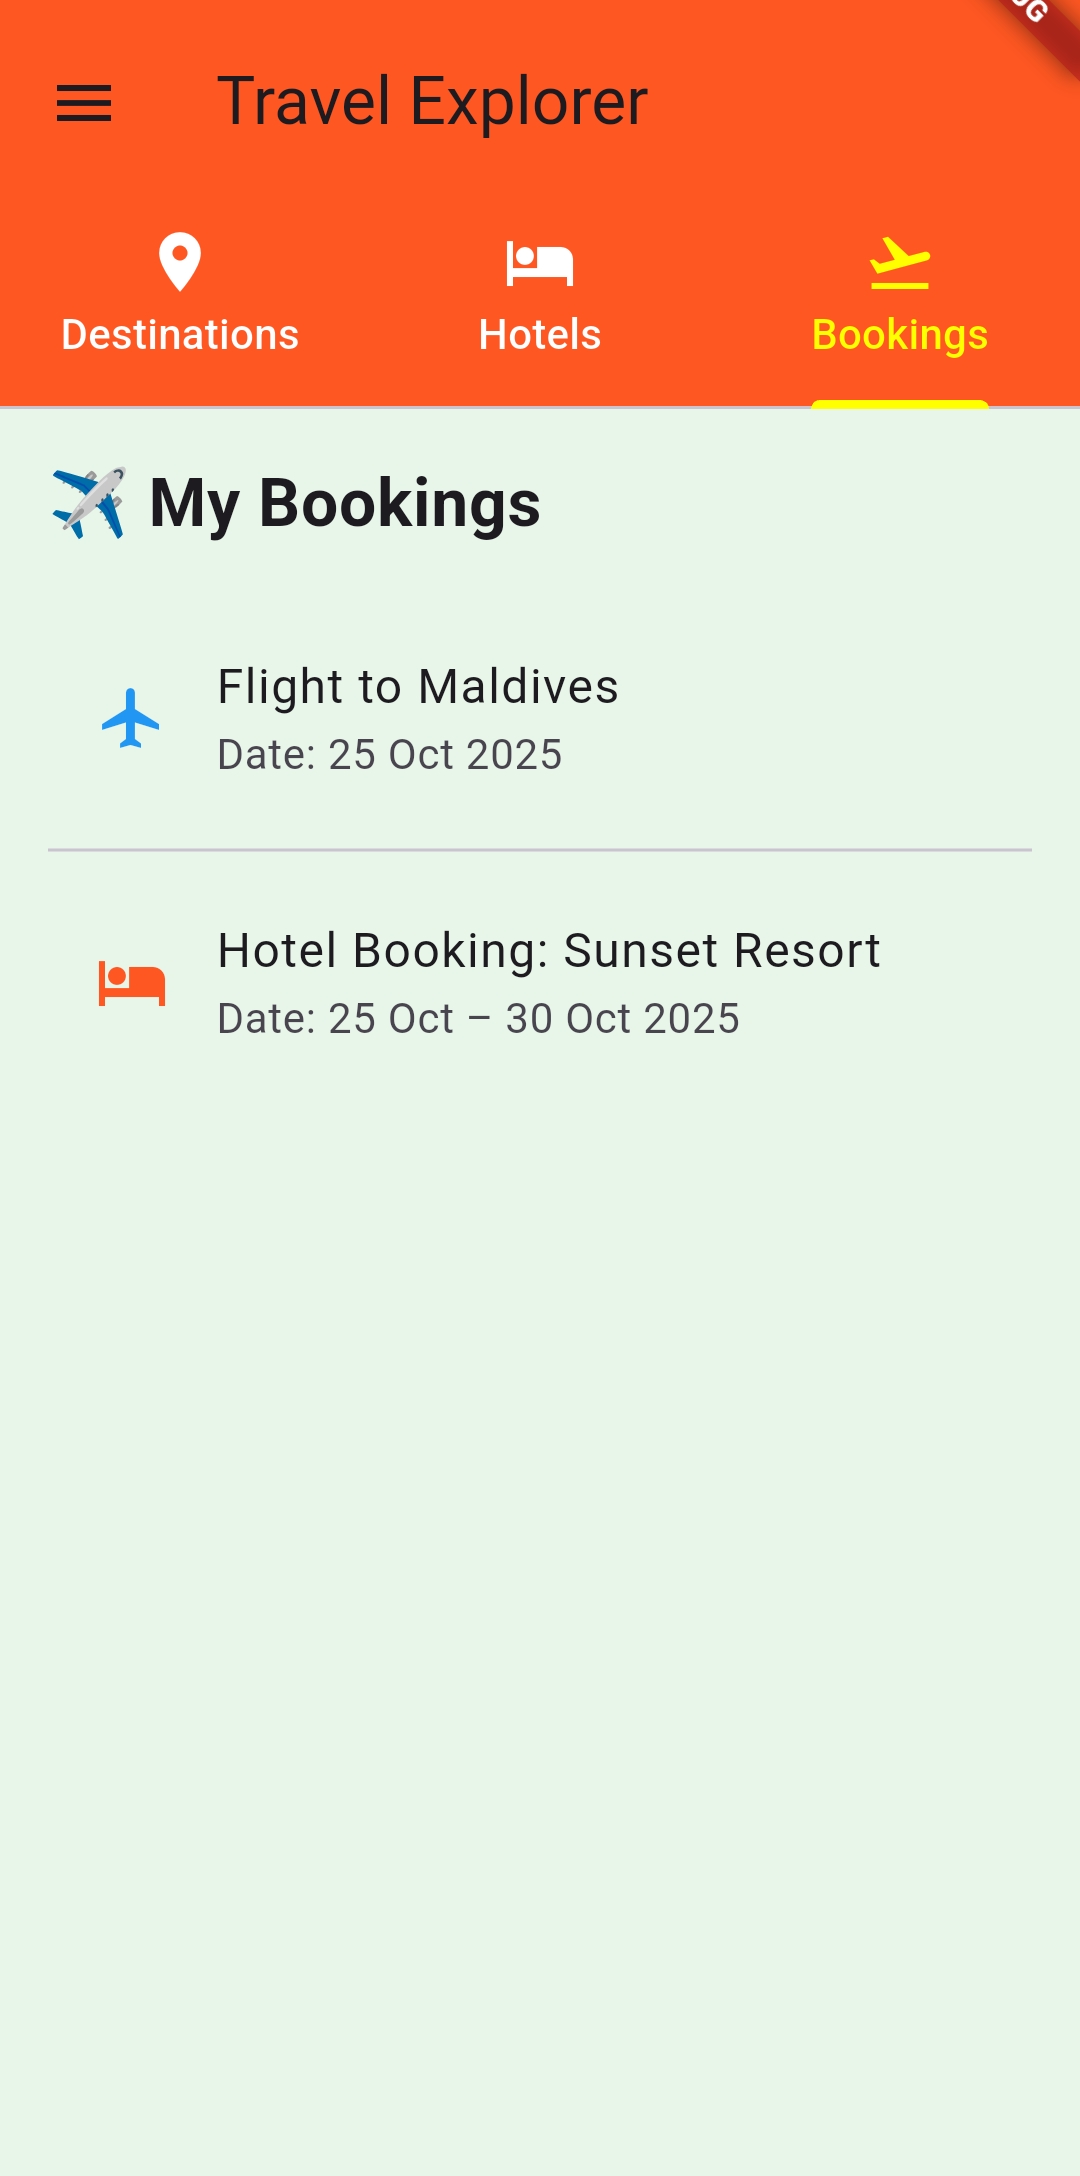 Travel Explorer
Destinations
Hotels
Bookings
✈️ My Bookings
Flight to Maldives
Date: 25 Oct 2025
Hotel Booking: Sunset Resort
Date: 25 Oct – 30 Oct 2025